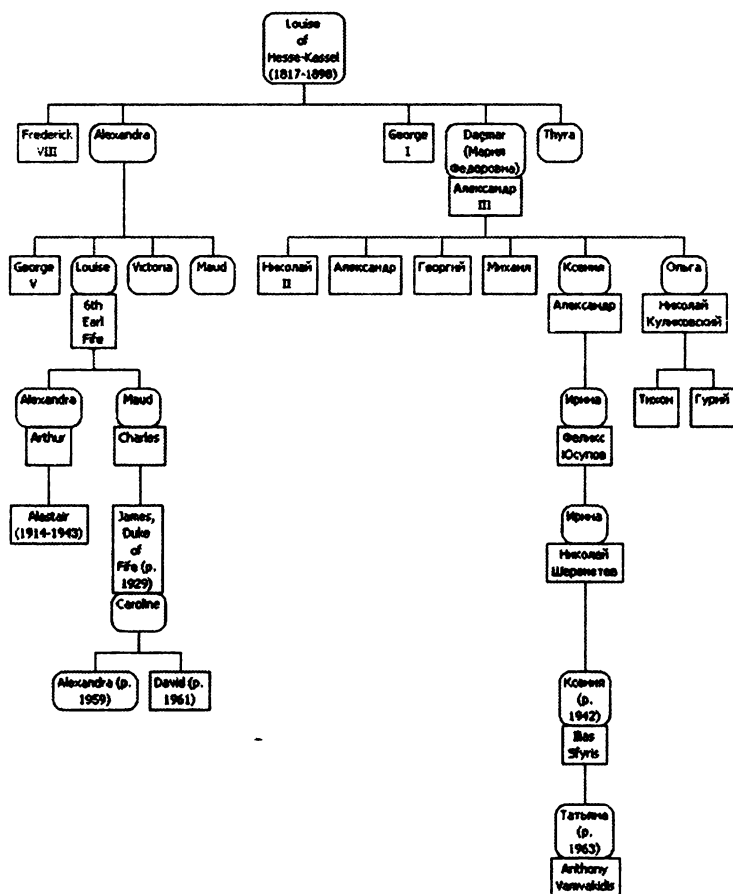 Louise
of
Hesse-Kassel
(1817-1898)
Frederick
VIII
Alexandra
George
I
Dagmar
(Мария
Федоровна)
Александр
III
Thyra
George
V
Louise
6th
Earl
Fife
Victoria
Maud
Николай
II
Александр
Георгий
Михаил
Ксения
Александр
Ольга
Николай
Куликовский
Alexandra
Arthur
Maud
Charles
Ирина
Феликс
Юсупов
Тихон
Гурий
Alastair
(1914-1943)
James,
Duke
of
Fife (р.
1929)
Caroline
Ирина
Николай
Шереметев
Alexandra (р.
1959)
David (р.
1961)
Ксения
(р.
1942)
Ilias
Sfyris
Татьяна
(р.
1963)
Anthony
Vamvakidis